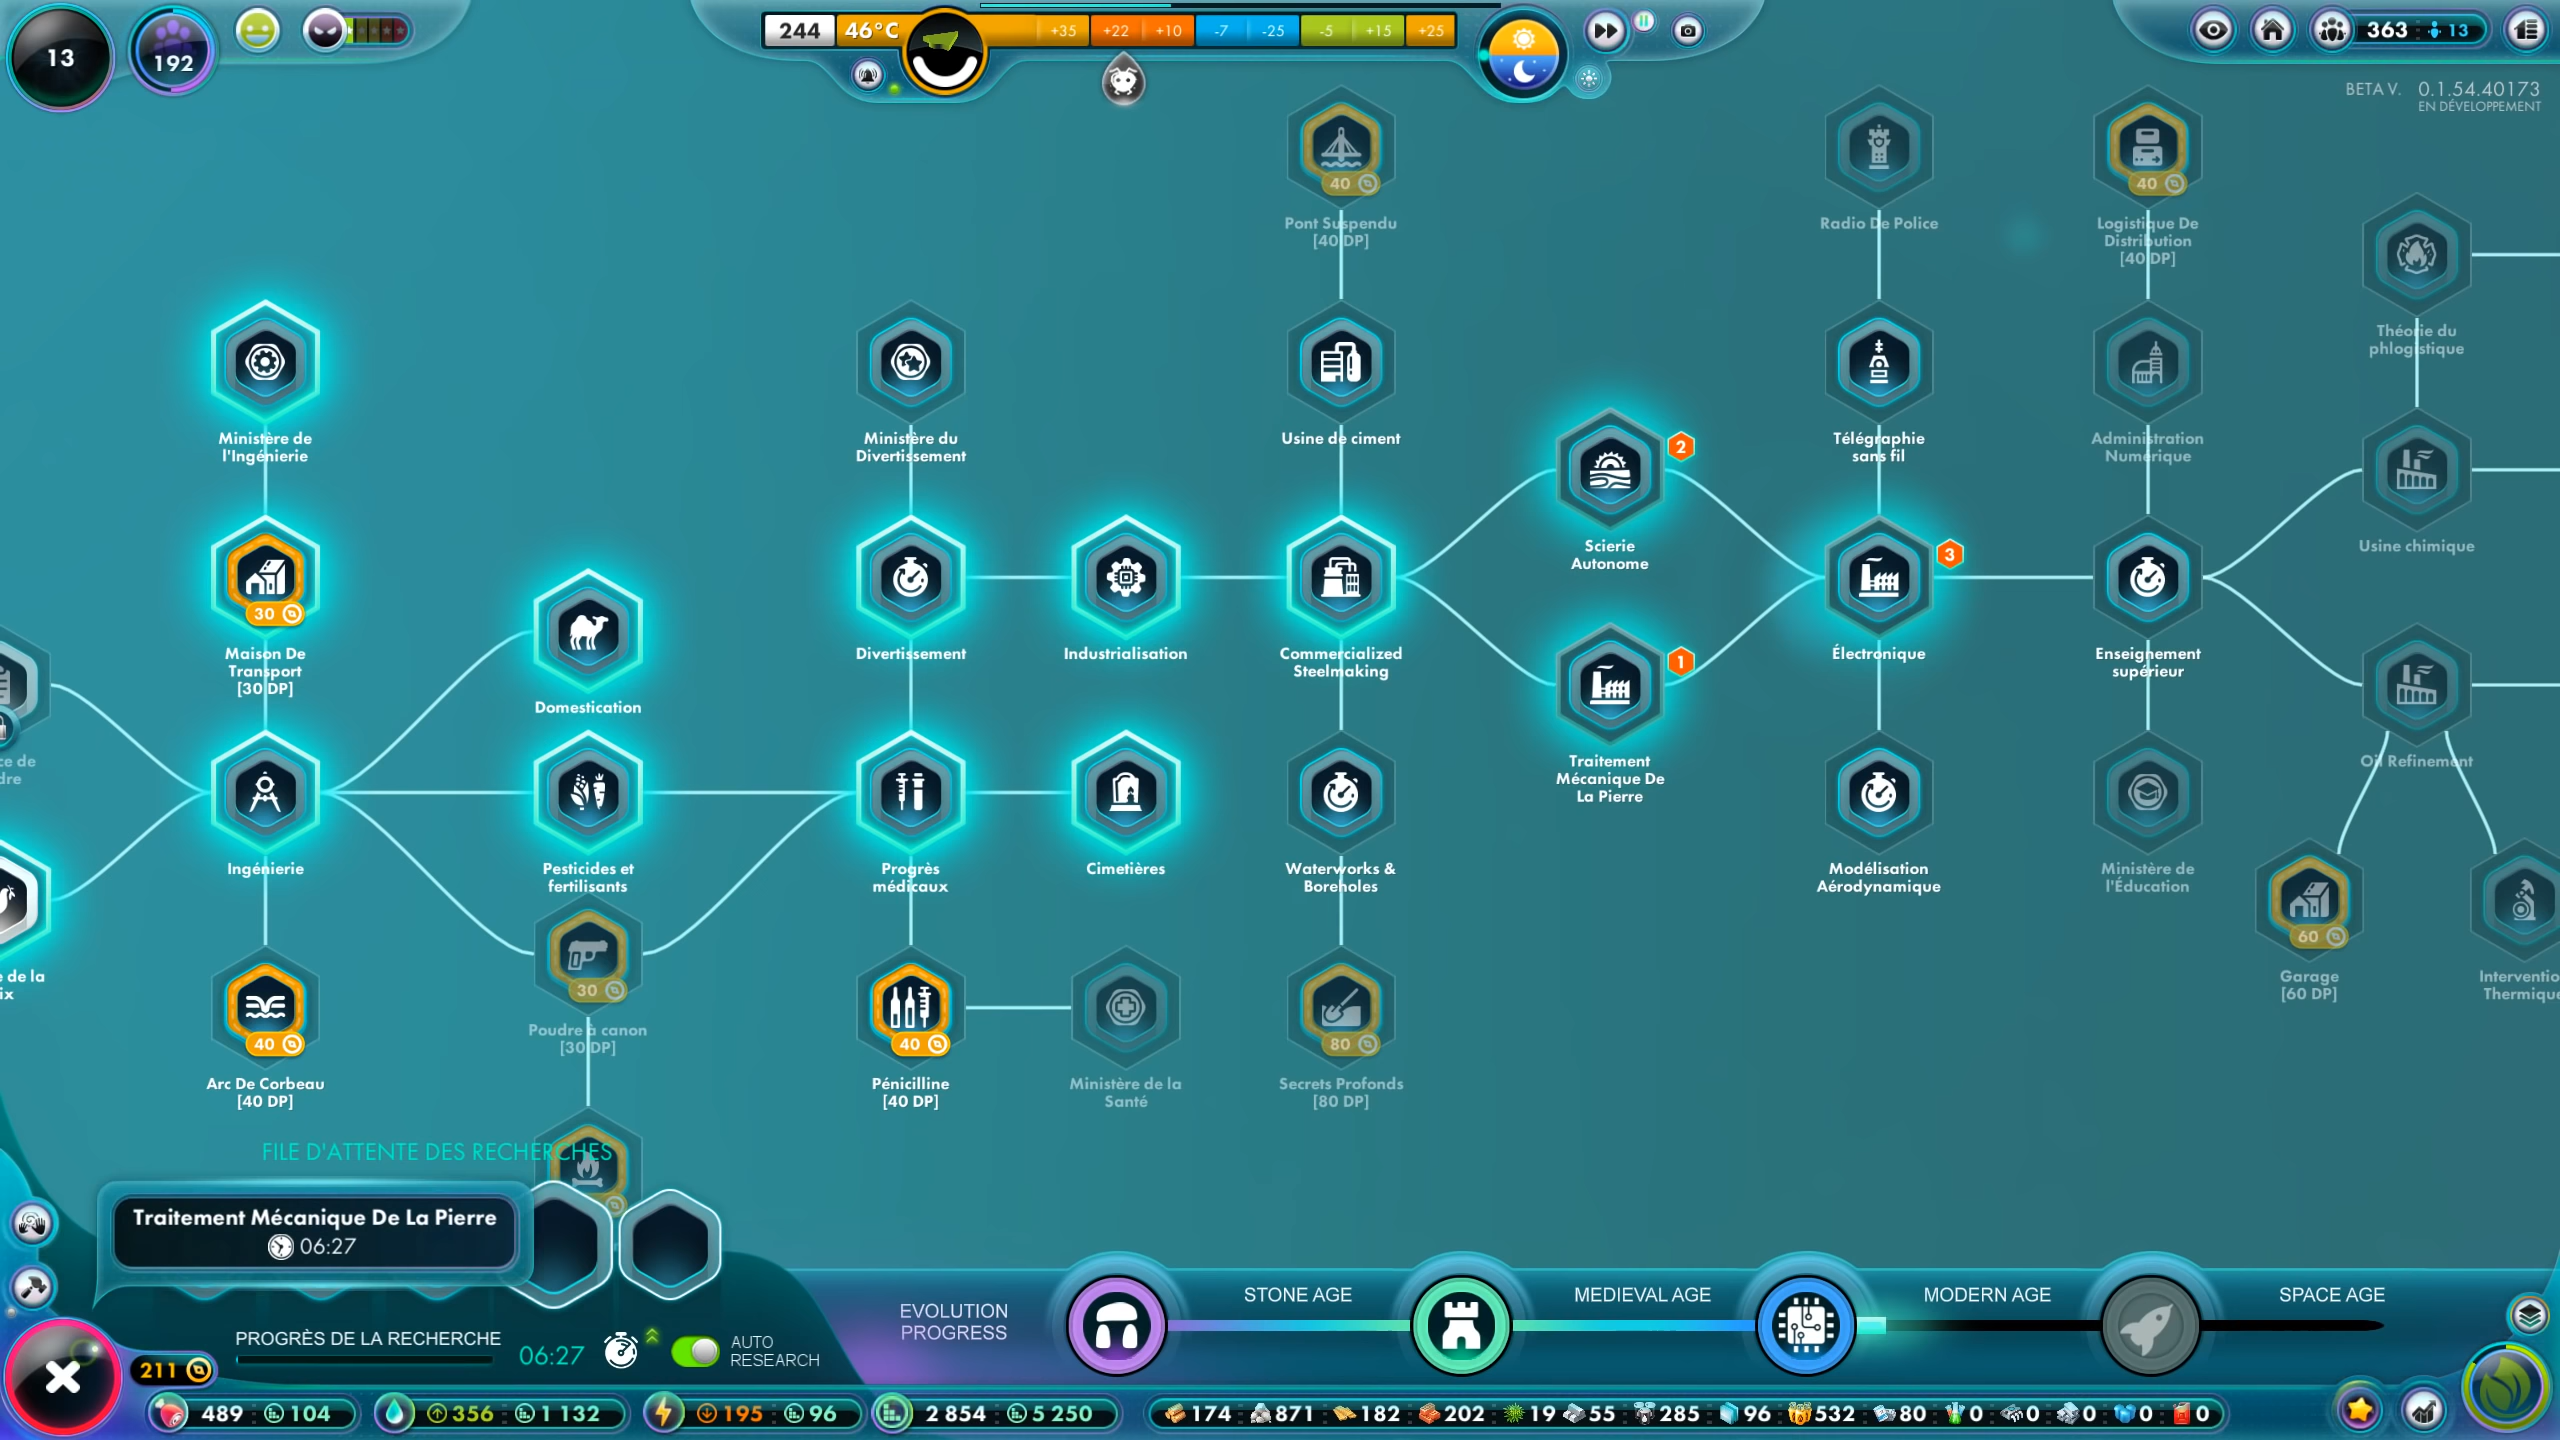 13
192
244
46°C
+35
+22
+10
-7
-25
-5
+15
+25
363
13
BETA V. 0.1.54.40173
EN DÉVELOPPEMENT
40
Pont Suspendu
[40 DP]
Radio De Police
40
Logistique De
Distribution
[40 DP]
Théorie du
phlogistique
Ministère de
l'Ingénierie
Ministère du
Divertissement
Usine de ciment
2
Scierie
Autonome
Télégraphie
sans fil
Administration
Numérique
Usine chimique
30
Maison De
Transport
[30 DP]
Domestication
Divertissement
Industrialisation
Commercialized
Steelmaking
1
Traitement
Mécanique De
La Pierre
3
Électronique
Enseignement
supérieur
Oil Refinement
Ingénierie
Pesticides et
fertilisants
Progrès
médicaux
Cimetières
Waterworks &
Boreholes
Modélisation
Aérodynamique
Ministère de
l'Éducation
60
Garage
[60 DP]
Interventio
Thermique
ce de
dre
de la
ix
40
Arc De Corbeau
[40 DP]
30
Poudre à canon
[30 DP]
40
Pénicilline
[40 DP]
Ministère de la
Santé
80
Secrets Profonds
[80 DP]
FILE D'ATTENTE DES RECHERCHES
Traitement Mécanique De La Pierre
06:27
PROGRÈS DE LA RECHERCHE
06:27
AUTO
RESEARCH
EVOLUTION
PROGRESS
STONE AGE
MEDIEVAL AGE
MODERN AGE
SPACE AGE
211
489
104
356
1 132
195
96
2 854
5 250
174
871
182
202
19
55
285
96
532
80
0
0
0
0
0